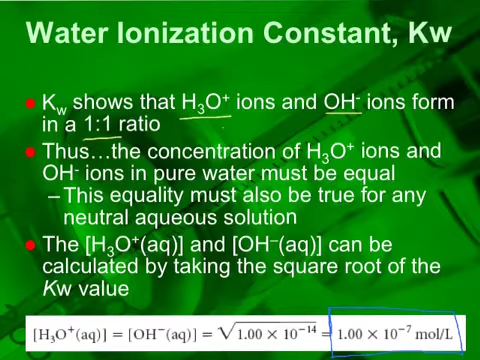 Water Ionization Constant, Kw
● K𝓌 shows that H₃O⁺ ions and OH⁻ ions form
in a 1:1 ratio
● Thus…the concentration of H₃O⁺ ions and
OH⁻ ions in pure water must be equal
–This equality must also be true for any
neutral aqueous solution
● The [H₃O⁺(aq)] and [OH⁻(aq)] can be
calculated by taking the square root of the
Kw value
[H₃O⁺(aq)] = [OH⁻(aq)] = √1.00 × 10⁻¹⁴ = 1.00 × 10⁻⁷ mol/L